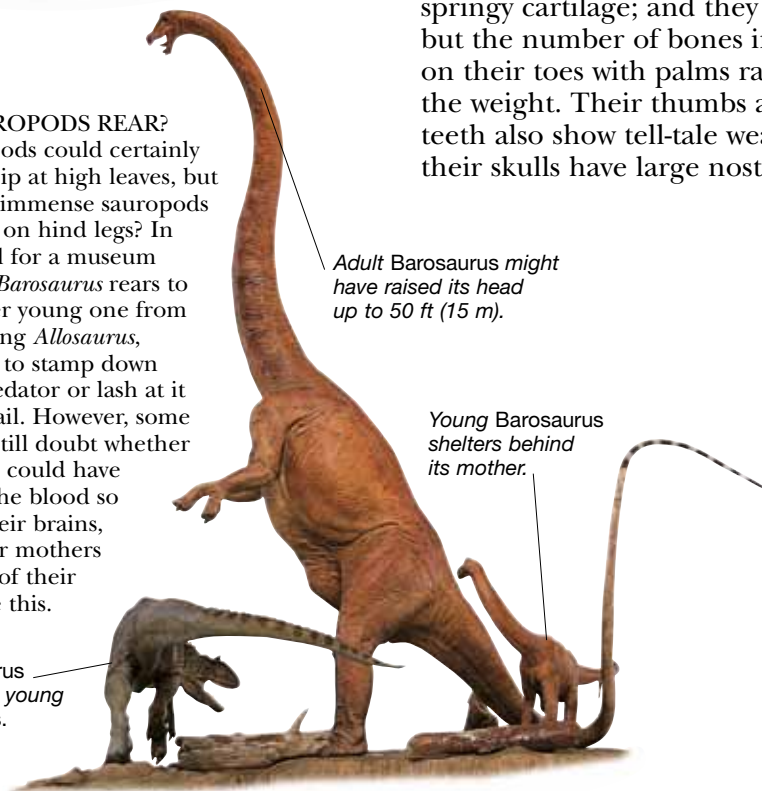 springy cartilage; and they
but the number of bones i
on their toes with palms ra
the weight. Their thumbs a
teeth also show tell-tale wea
their skulls have large nost
ROPODS REAR?
ods could certainly
ip at high leaves, but
immense sauropods
on hind legs? In
l for a museum
Barosaurus rears to
er young one from
ng Allosaurus,
to stamp down
edator or lash at it
ail. However, some
still doubt whether
could have
he blood so
eir brains,
r mothers
of their
this.
Adult Barosaurus might
have raised its head
up to 50 ft (15 m).
Young Barosaurus
shelters behind
its mother.
rus
young
s.